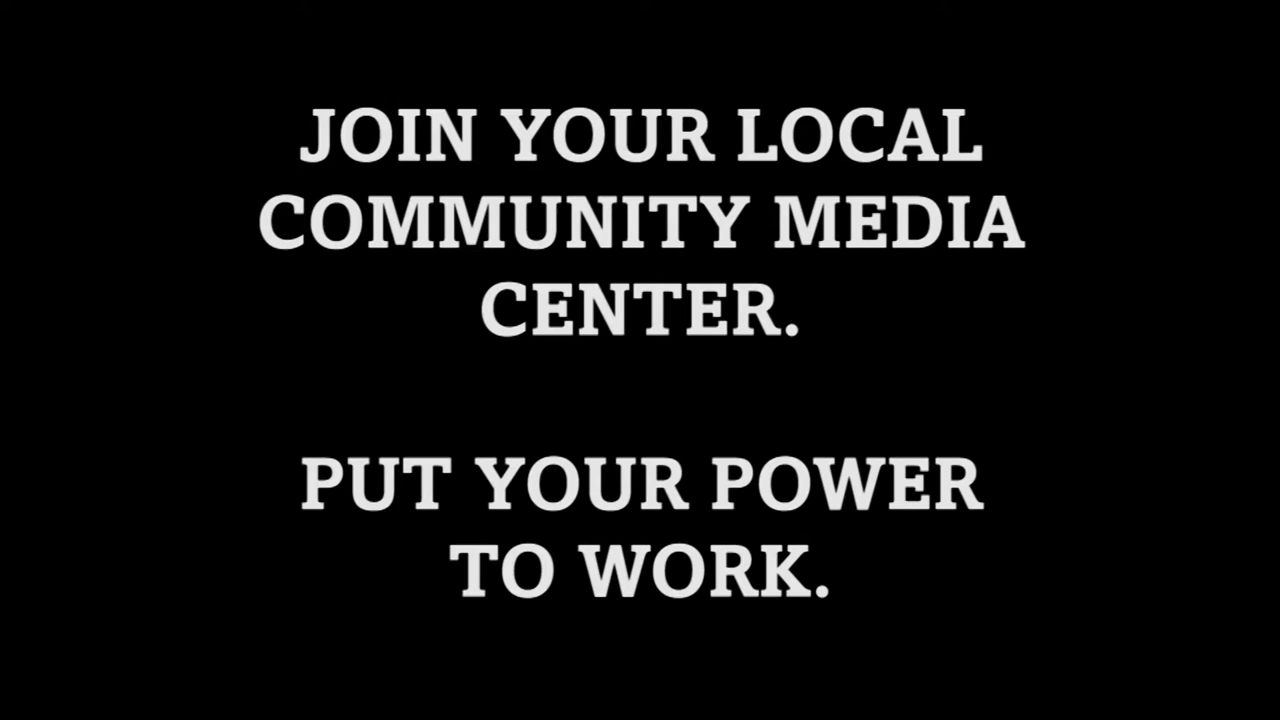 JOIN YOUR LOCAL
COMMUNITY MEDIA
CENTER.
PUT YOUR POWER
TO WORK.